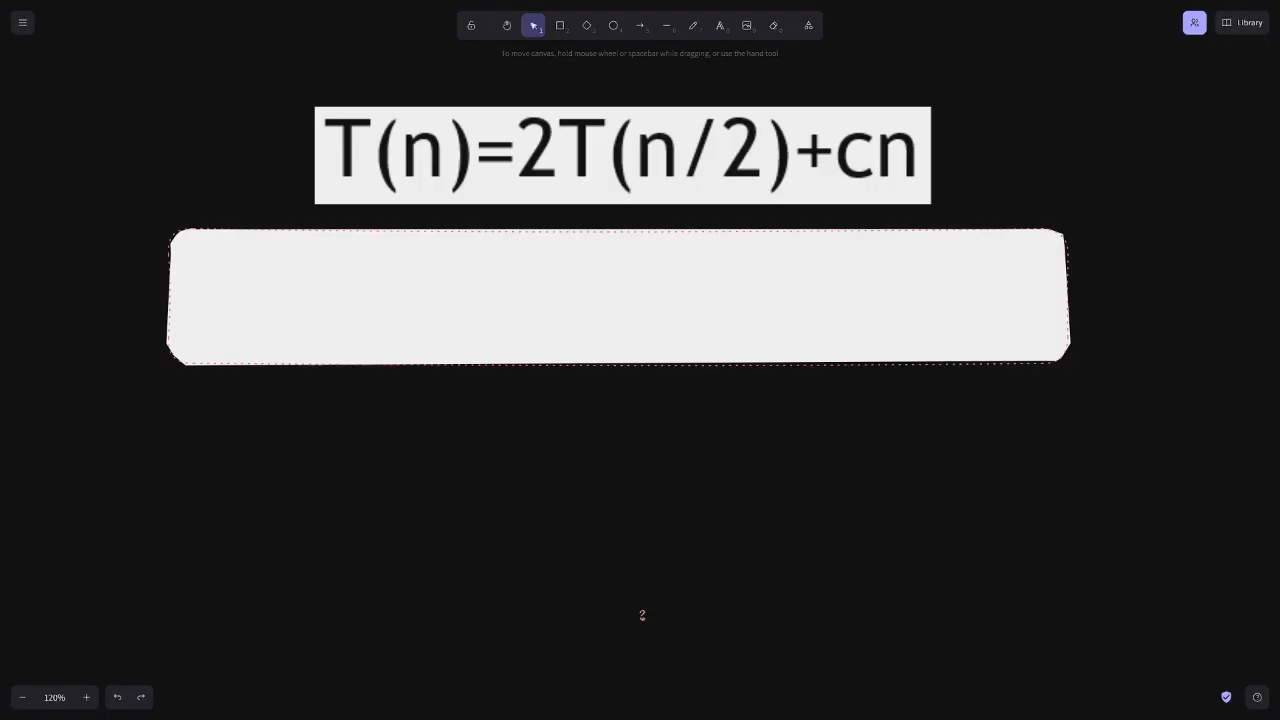 Library
To move canvas, hold mouse wheel or spacebar while dragging, or use the hand tool
T(n)=2T(n/2)+cn
?
120%